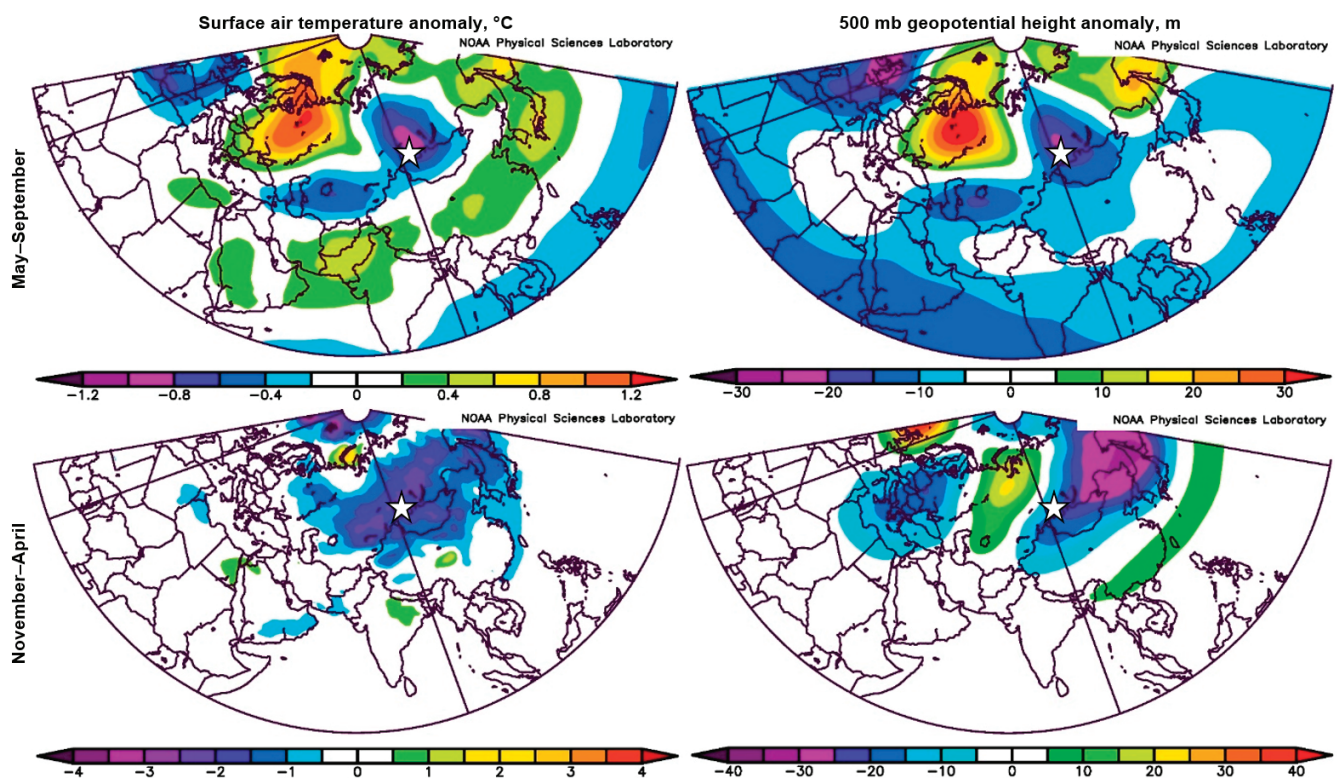 Surface air temperature anomaly, °C
500 mb geopotential height anomaly, m
NOAA Physical Sciences Laboratory
NOAA Physical Sciences Laboratory
May–September
−1.2 −0.8 −0.4 0 0.4 0.8 1.2
−30 −20 −10 0 10 20 30
NOAA Physical Sciences Laboratory
NOAA Physical Sciences Laboratory
November–April
−4 −3 −2 −1 0 1 2 3 4
−40 −30 −20 −10 0 10 20 30 40